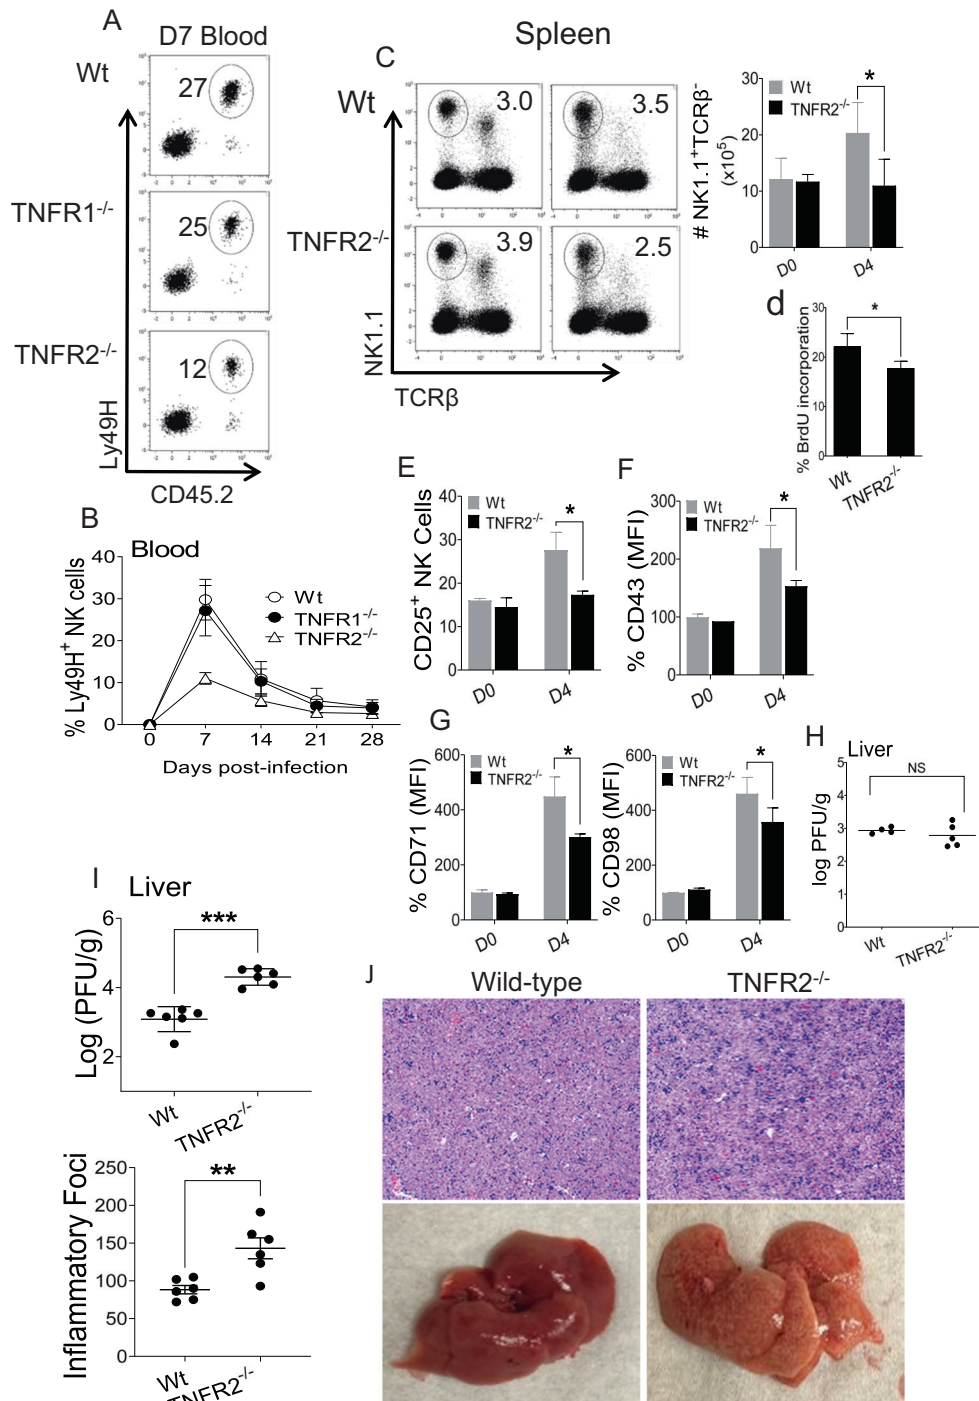 A
D7 Blood
Wt
27
TNFR1-/-
25
TNFR2-/-
12
Ly49H
CD45.2
Spleen
C
Wt
3.0
3.5
TNFR2-/-
3.9
2.5
NK1.1
TCRβ
# NK1.1+TCRβ-
(x10⁵)
30
20
10
0
Wt
TNFR2-/-
*
D0
D4
d
% BrdU incorporation
30
20
10
0
*
Wt
TNFR2-/-
B
Blood
% Ly49H+ NK cells
40
30
20
10
0
Wt
TNFR1-/-
TNFR2-/-
0
7
14
21
28
Days post-infection
E
CD25+ NK Cells
40
30
20
10
0
Wt
TNFR2-/-
*
D0
D4
F
% CD43 (MFI)
300
200
100
0
Wt
TNFR2-/-
*
D0
D4
G
% CD71 (MFI)
600
400
200
0
Wt
TNFR2-/-
*
D0
D4
% CD98 (MFI)
600
400
200
0
Wt
TNFR2-/-
*
D0
D4
H
Liver
log PFU/g
5
4
3
2
1
0
NS
Wt
TNFR2-/-
I
Liver
Log (PFU/g)
6
4
2
***
Wt
TNFR2-/-
Inflammatory Foci
250
200
150
100
50
0
**
Wt
TNFR2-/-
J
Wild-type
TNFR2-/-